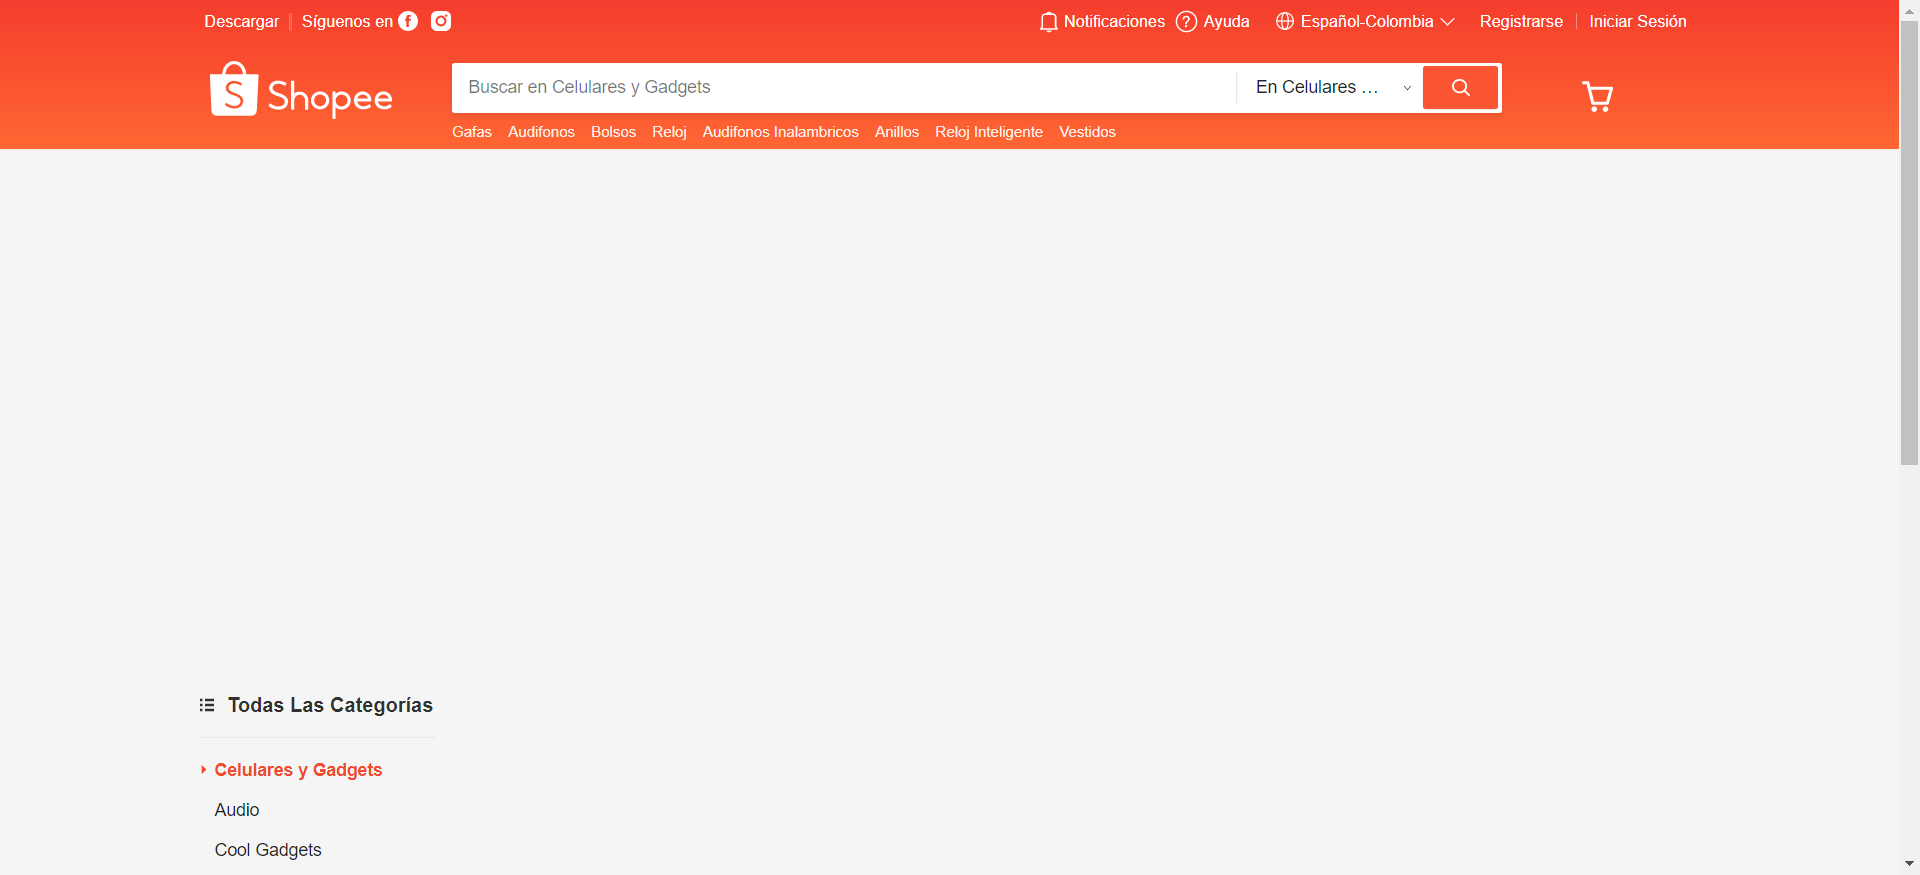 Descargar Síguenos en Notificaciones Ayuda Español-Colombia Registrarse Iniciar Sesión
Shopee Buscar en Celulares y Gadgets En Celulares ...
Gafas Audifonos Bolsos Reloj Audifonos Inalambricos Anillos Reloj Inteligente Vestidos
Todas Las Categorías
Celulares y Gadgets
Audio
Cool Gadgets